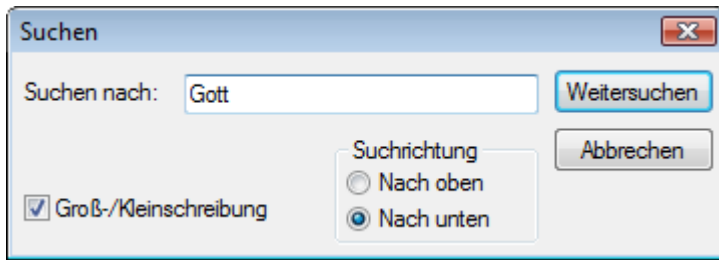 Suchen
Suchen nach: Gott Weitersuchen
Suchrichtung Abbrechen
Nach oben
Groß-/Kleinschreibung Nach unten